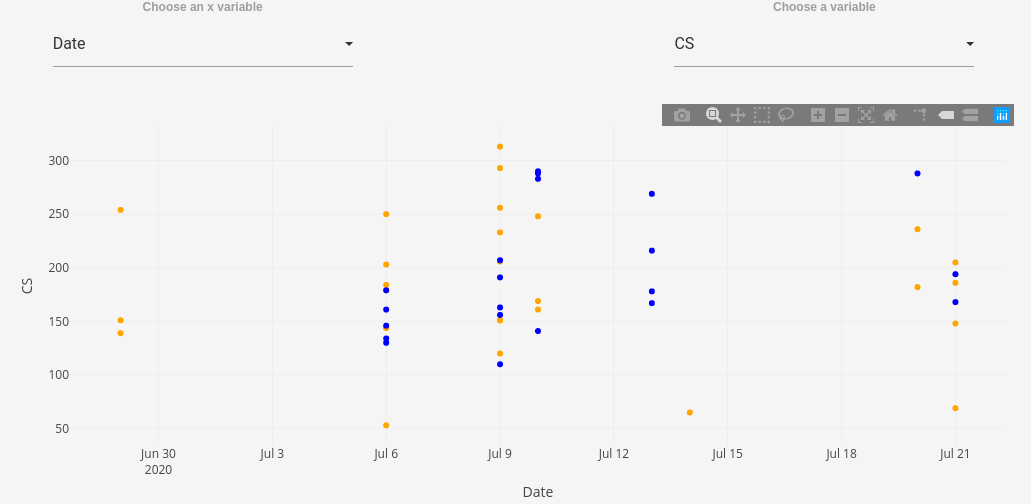 Choose an x variable
Choose a variable
Date
CS
300
250
200
150
100
50
CS
Jun 30
2020
Jul 3
Jul 6
Jul 9
Jul 12
Jul 15
Jul 18
Jul 21
Date